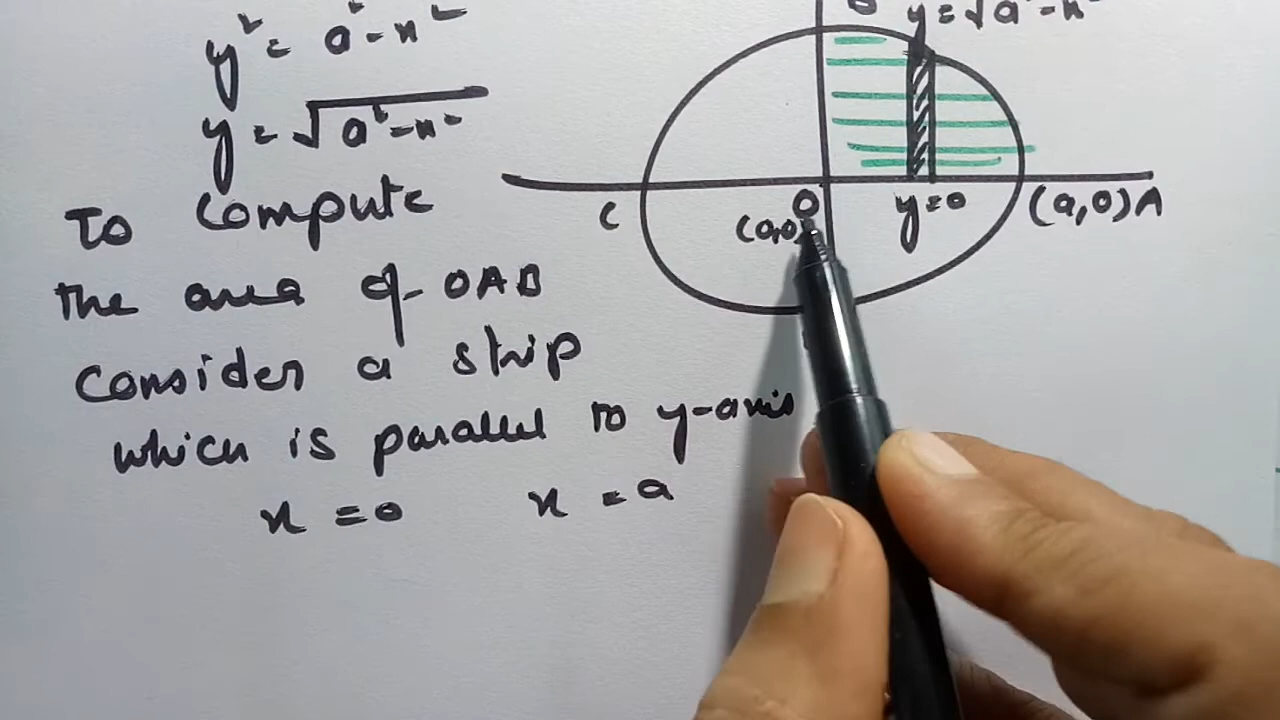 y² = a² - x²
y = √a² - x²
To compute
the area of OAB
Consider a strip
which is parallel to y-axis
x = 0 x = a
B y = √a² - x²
C
O
(0,0)
y = 0
(a,0) A